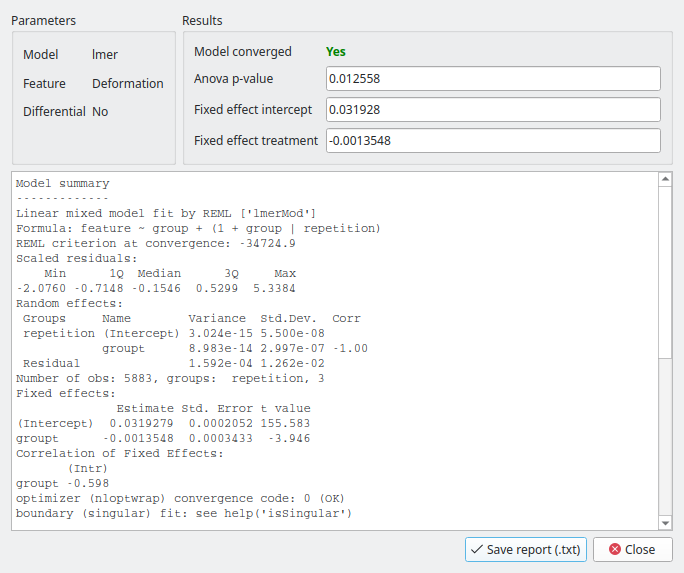 Parameters
Results
Model lmer
Feature Deformation
Differential No
Model converged Yes
Anova p-value 0.012558
Fixed effect intercept 0.031928
Fixed effect treatment -0.0013548
Model summary
-------------
Linear mixed model fit by REML ['lmerMod']
Formula: feature ~ group + (1 + group | repetition)
REML criterion at convergence: -34724.9
Scaled residuals:
    Min      1Q  Median      3Q     Max
-2.0760 -0.7148 -0.1546  0.5299  5.3384
Random effects:
 Groups     Name        Variance  Std.Dev.  Corr
 repetition (Intercept) 3.024e-15 5.500e-08
            groupt      8.983e-14 2.997e-07 -1.00
 Residual               1.592e-04 1.262e-02
Number of obs: 5883, groups:  repetition, 3
Fixed effects:
              Estimate Std. Error t value
(Intercept)  0.0319279  0.0002052 155.583
groupt      -0.0013548  0.0003433  -3.946
Correlation of Fixed Effects:
       (Intr)
groupt -0.598
optimizer (nloptwrap) convergence code: 0 (OK)
boundary (singular) fit: see help('isSingular')
Save report (.txt)
Close